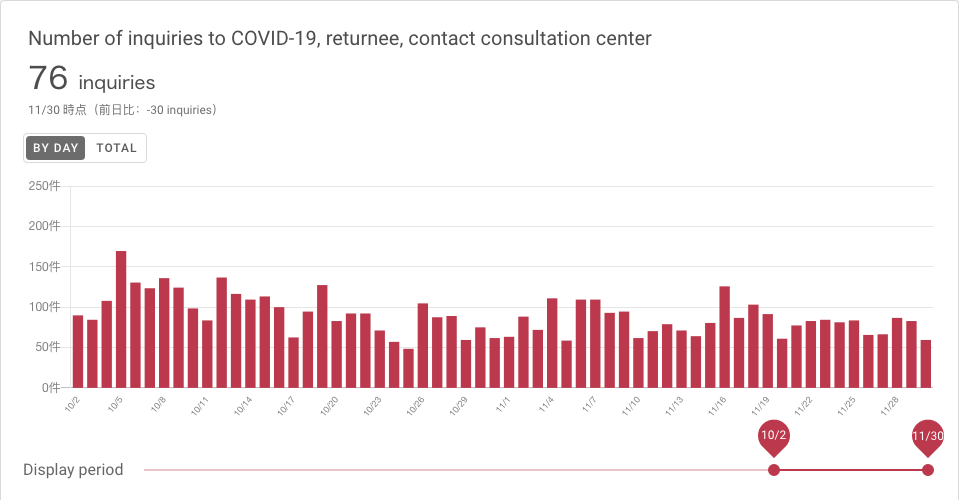 Number of inquiries to COVID-19, returnee, contact consultation center
76 inquiries
11/30 時点（前日比：-30 inquiries）
BY DAY TOTAL
250件
200件
150件
100件
50件
0件
10/2 10/5 10/8 10/11 10/14 10/17 10/20 10/23 10/26 10/29 11/1 11/4 11/7 11/10 11/13 11/16 11/19 11/22 11/25 11/28
10/2 11/30
Display period